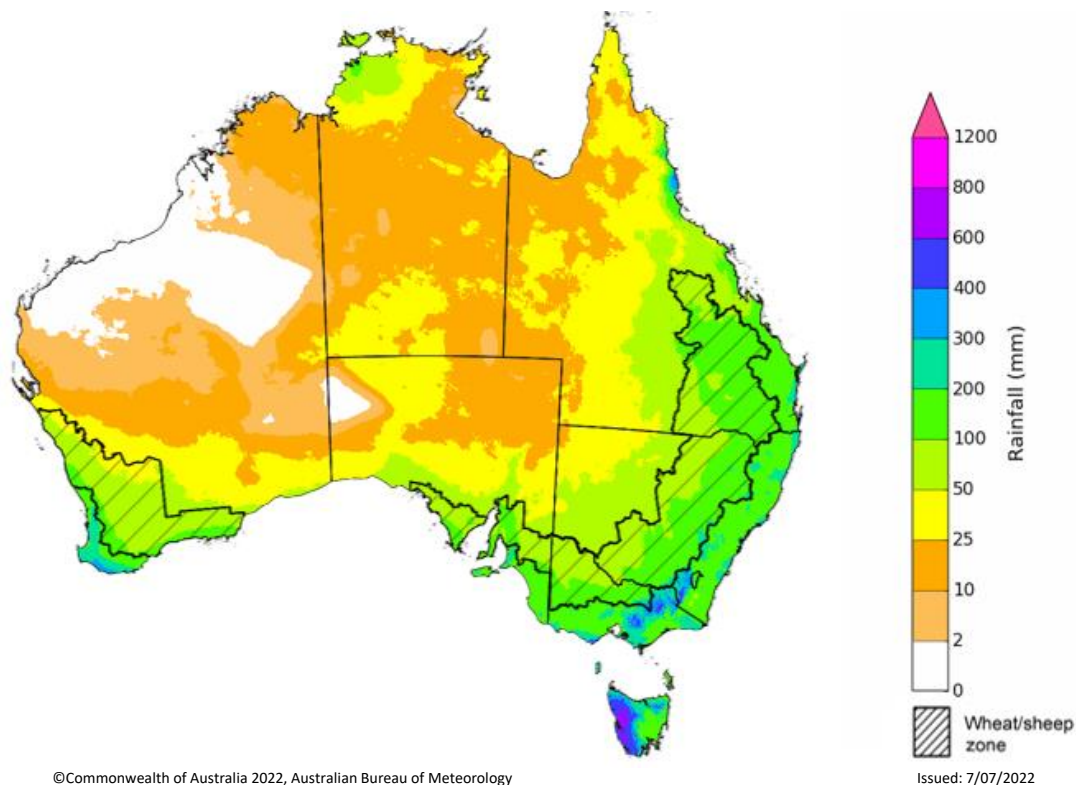 1200
800
600
400
300
200
100
50
25
10
2
0
Rainfall (mm)
Wheat/sheep
zone
©Commonwealth of Australia 2022, Australian Bureau of Meteorology
Issued: 7/07/2022